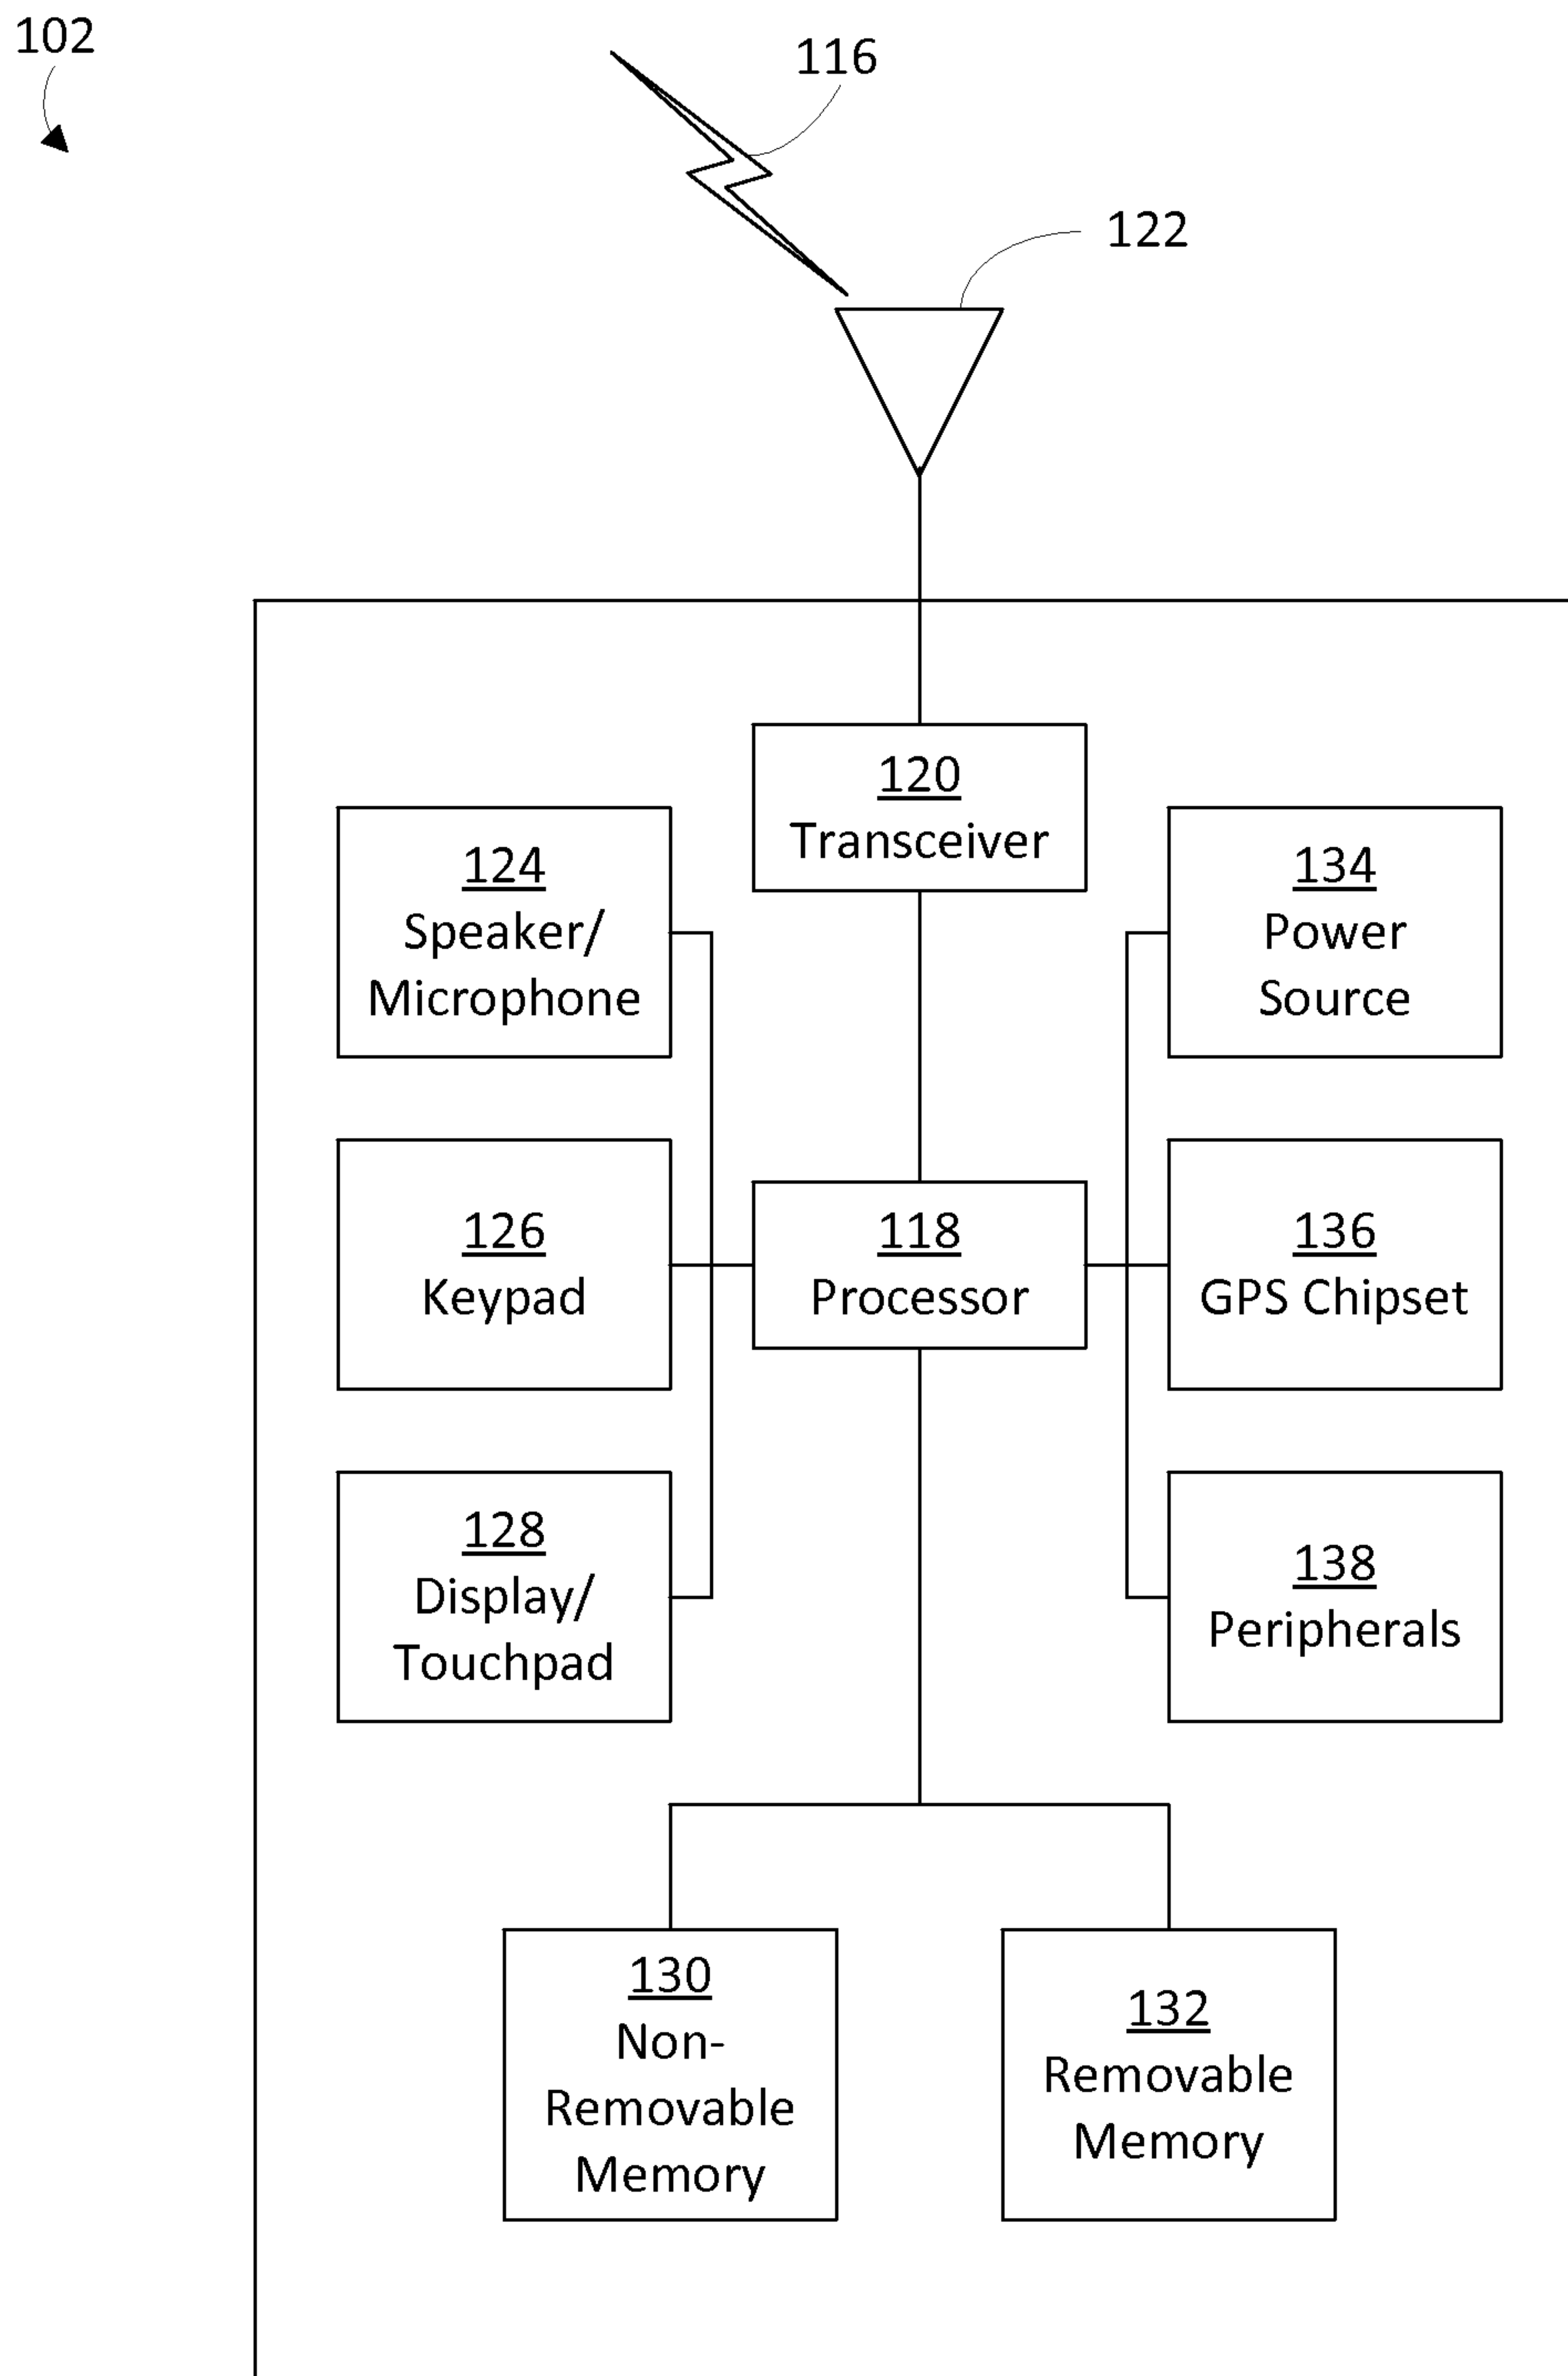 102
116
122
120
Transceiver
124
Speaker/
Microphone
134
Power
Source
126
Keypad
118
Processor
136
GPS Chipset
128
Display/
Touchpad
138
Peripherals
130
Non-
Removable
Memory
132
Removable
Memory